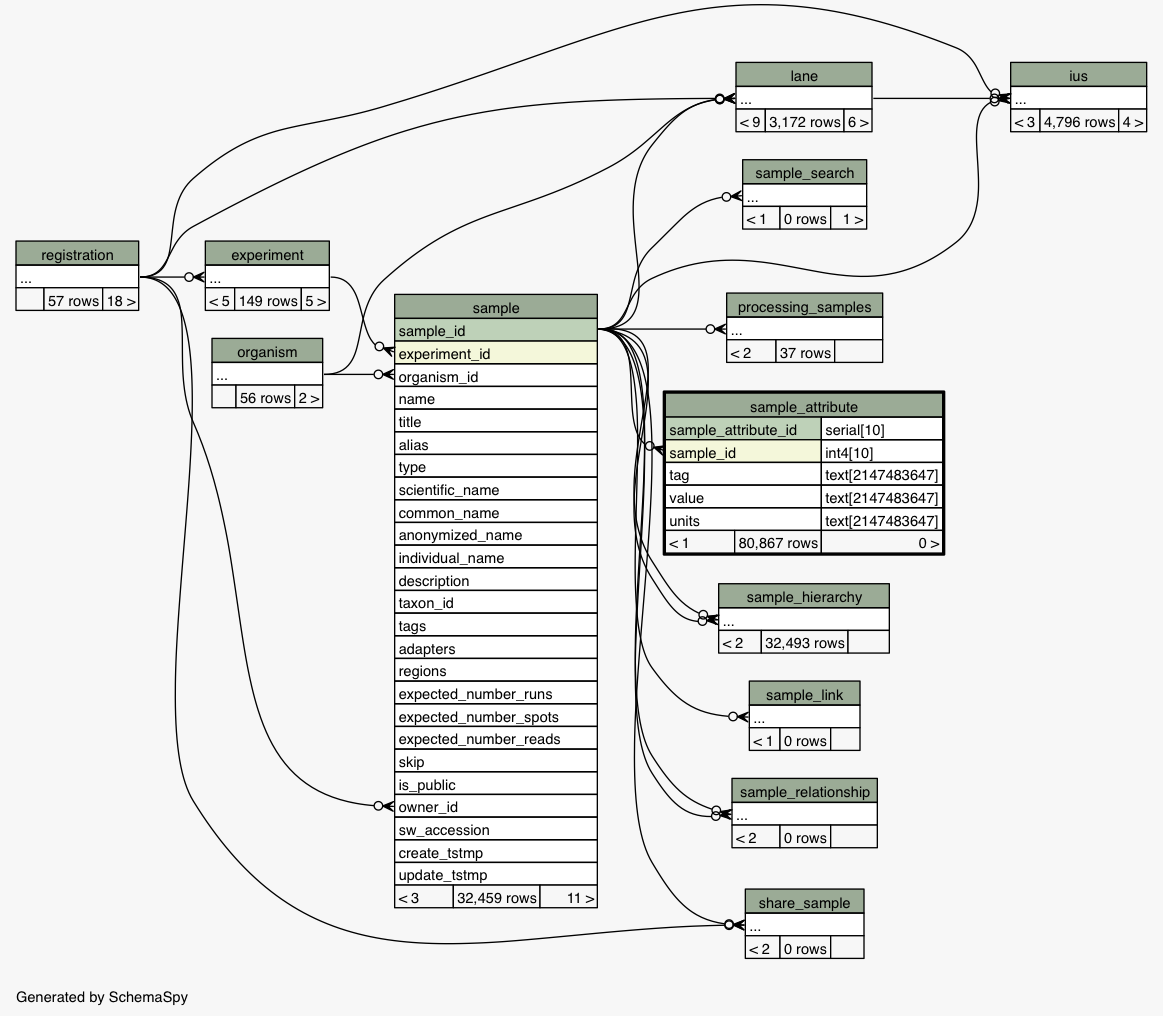 lane
...
< 9 3,172 rows 6 >
ius
...
< 3 4,796 rows 4 >
sample_search
...
< 1 0 rows 1 >
registration
...
57 rows 18 >
experiment
...
< 5 149 rows 5 >
organism
...
56 rows 2 >
sample
sample_id
experiment_id
organism_id
name
title
alias
type
scientific_name
common_name
anonymized_name
individual_name
description
taxon_id
tags
adapters
regions
expected_number_runs
expected_number_spots
expected_number_reads
skip
is_public
owner_id
sw_accession
create_tstmp
update_tstmp
< 3 32,459 rows 11 >
processing_samples
...
< 2 37 rows
sample_attribute
sample_attribute_id serial[10]
sample_id int4[10]
tag text[2147483647]
value text[2147483647]
units text[2147483647]
< 1 80,867 rows 0 >
sample_hierarchy
...
< 2 32,493 rows
sample_link
...
< 1 0 rows
sample_relationship
...
< 2 0 rows
share_sample
...
< 2 0 rows
Generated by SchemaSpy